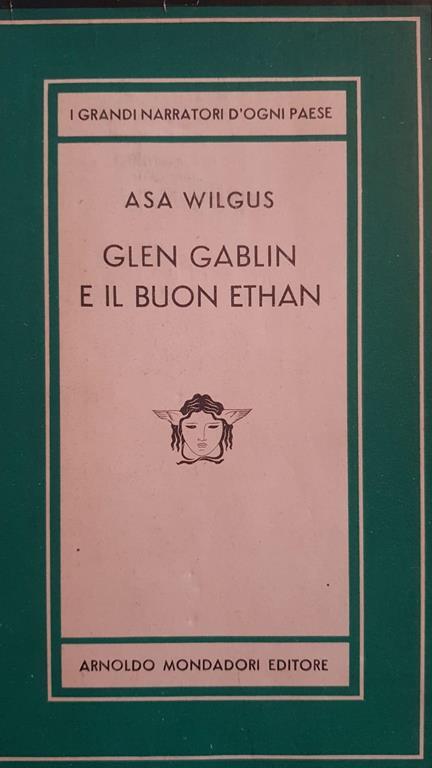 I GRANDI NARRATORI D'OGNI PAESE
ASA WILGUS
GLEN GABLIN
E IL BUON ETHAN
ARNOLDO MONDADORI EDITORE